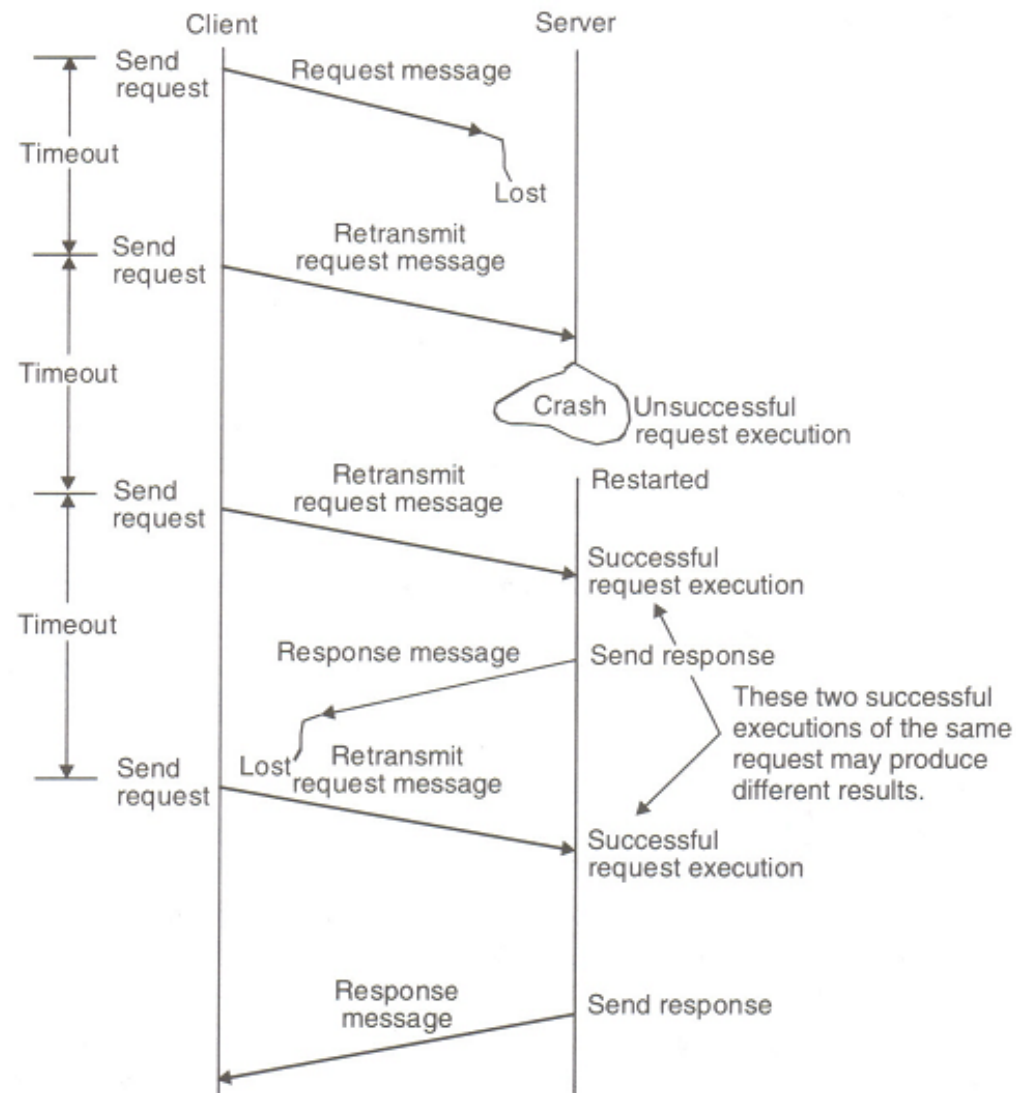 Client
Server
Send
request
Request message
Timeout
Lost
Send
request
Retransmit
request message
Timeout
Crash
Unsuccessful
request execution
Restarted
Send
request
Retransmit
request message
Successful
request execution
Timeout
Response message
Send response
These two successful
executions of the same
request may produce
different results.
Lost
Retransmit
request message
Send
request
Successful
request execution
Response
message
Send response